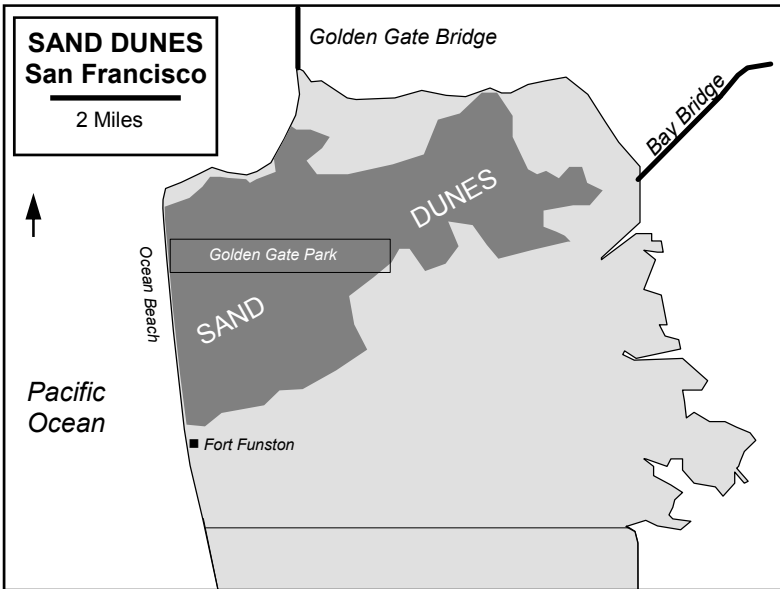 SAND DUNES
San Francisco
2 Miles
Golden Gate Bridge
Bay Bridge
DUNES
Golden Gate Park
Ocean Beach
SAND
Pacific
Ocean
Fort Funston